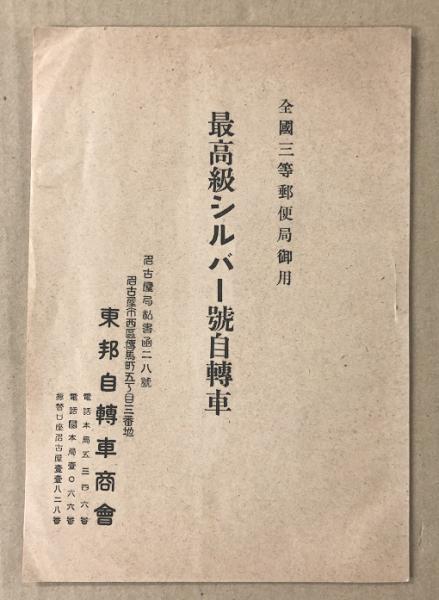 全國三等郵便局御用
最高級シルバー號自轉車
名古屋局私書函二八號
名古屋市西區傳馬町五丁目三番地
東邦自轉車商會
電話本局五三四六番
電話園本局壹〇六六番
振替口座名古屋壹壹八二八番